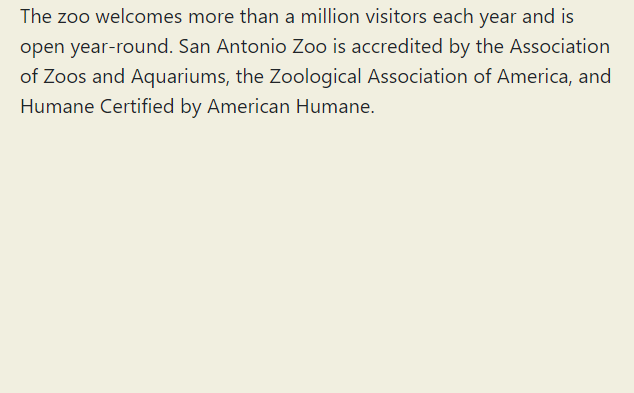 The zoo welcomes more than a million visitors each year and is
open year-round. San Antonio Zoo is accredited by the Association
of Zoos and Aquariums, the Zoological Association of America, and
Humane Certified by American Humane.